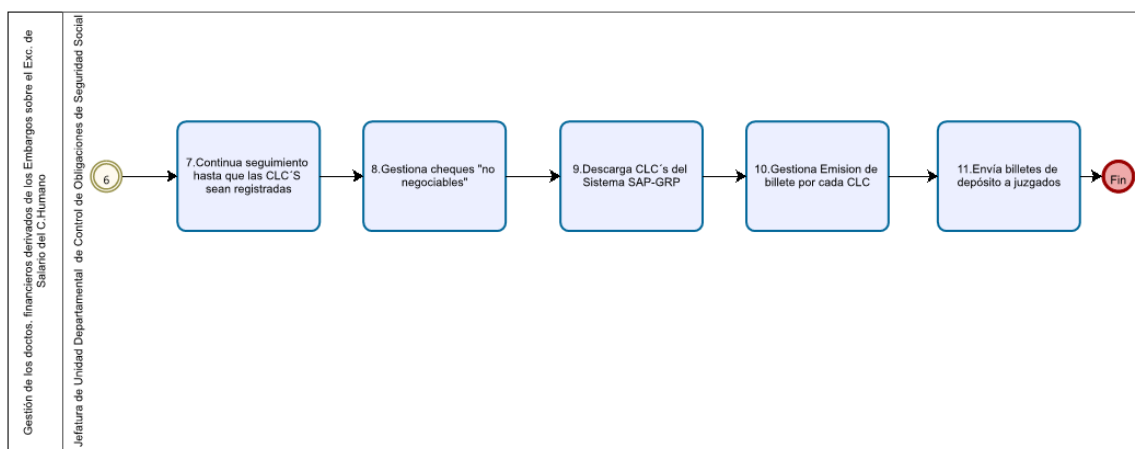 Gestión de los doctos. financieros derivados de los Embargos sobre el Exc. de
Salario del C.Humano
Jefatura de Unidad Departamental  de Control de Obligaciones de Seguridad Social
6
7.Continua seguimiento
hasta que las CLC´S
sean registradas
8.Gestiona cheques "no
negociables"
9.Descarga CLC´s del
Sistema SAP-GRP
10.Gestiona Emision de
billete por cada CLC
11.Envía billetes de
depósito a juzgados
Fin